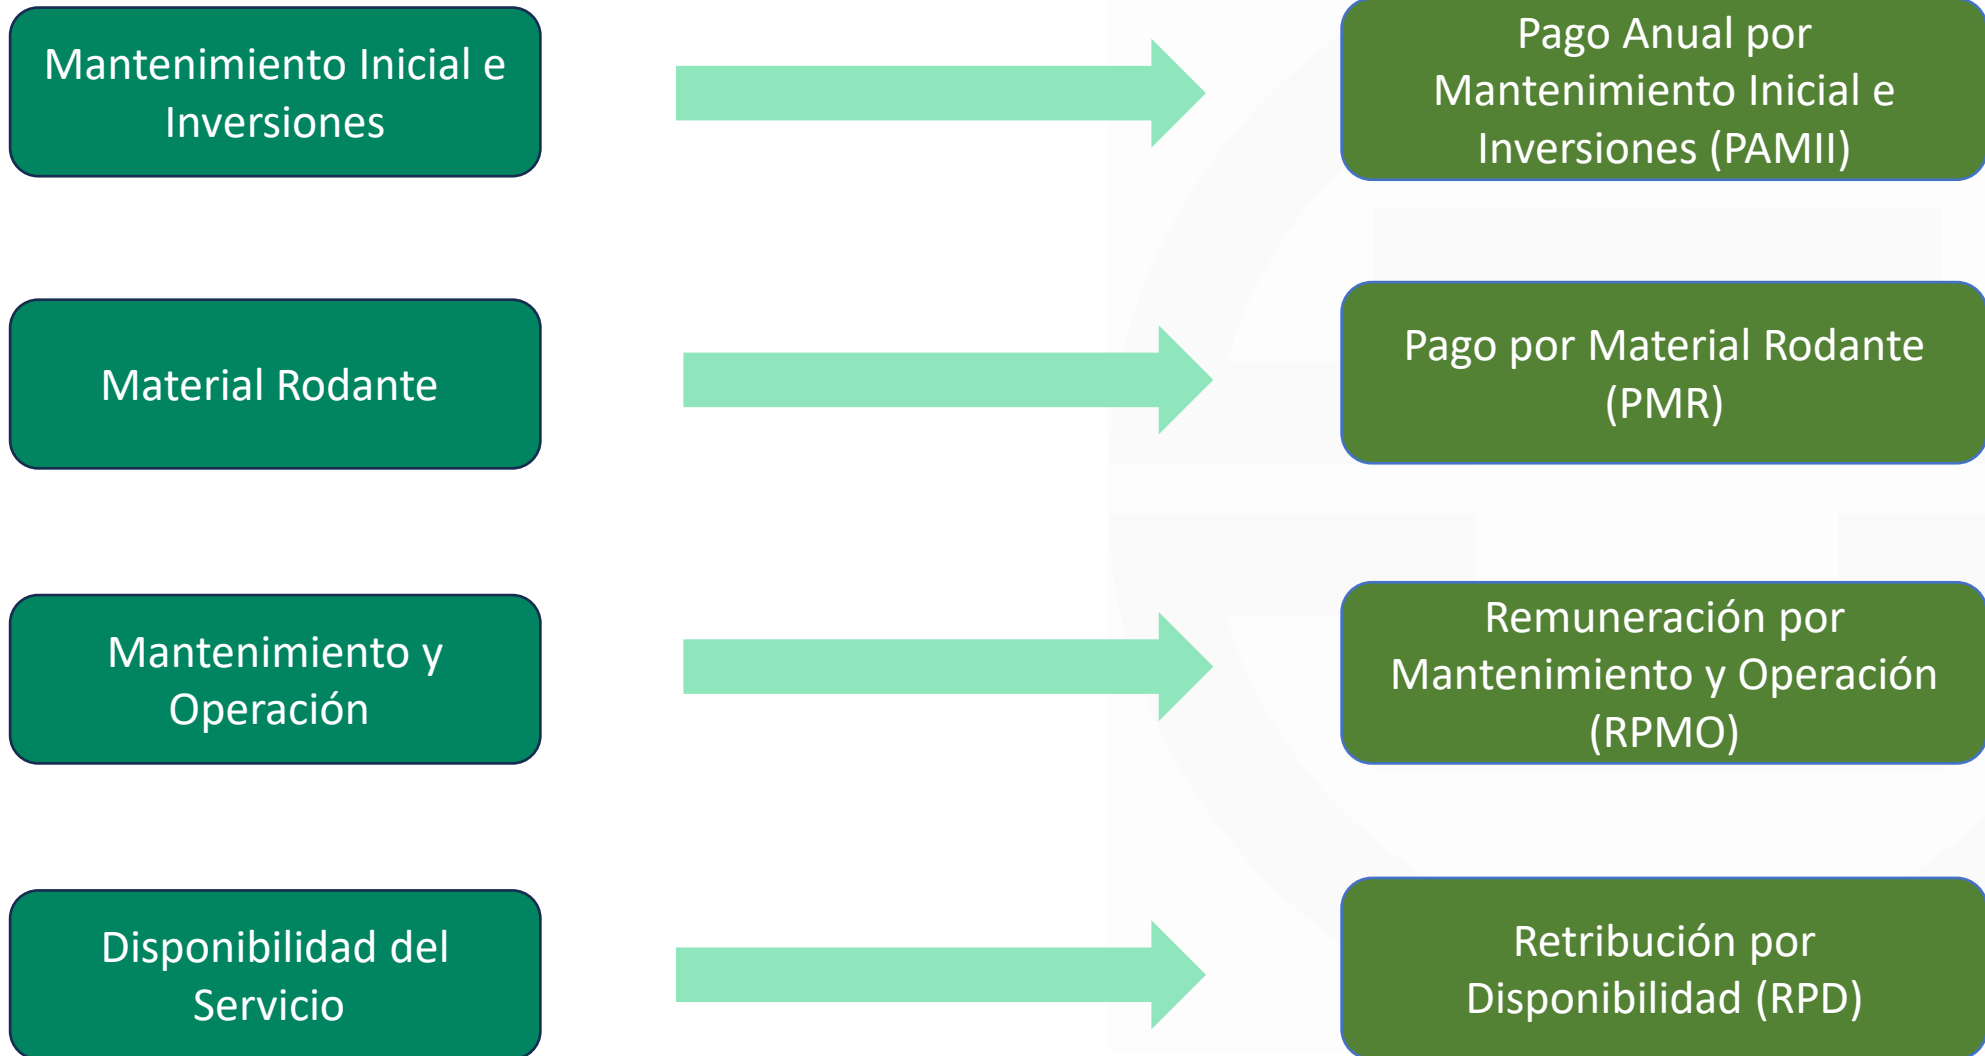 Mantenimiento Inicial e
Inversiones
Pago Anual por
Mantenimiento Inicial e
Inversiones (PAMII)
Material Rodante
Pago por Material Rodante
(PMR)
Mantenimiento y
Operación
Remuneración por
Mantenimiento y Operación
(RPMO)
Disponibilidad del
Servicio
Retribución por
Disponibilidad (RPD)